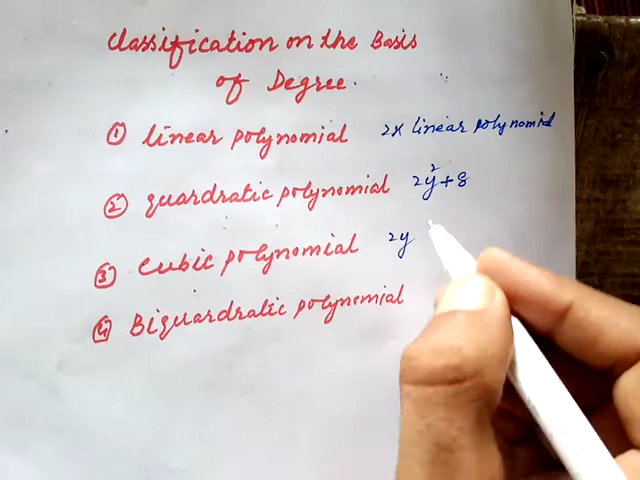 Classification on the Basis
of Degree.
① linear polynomial 2x linear polynomid
② quardratic polynomial 2y²+8
③ cubic polynomial 2y
④ Biquardratic polynomial